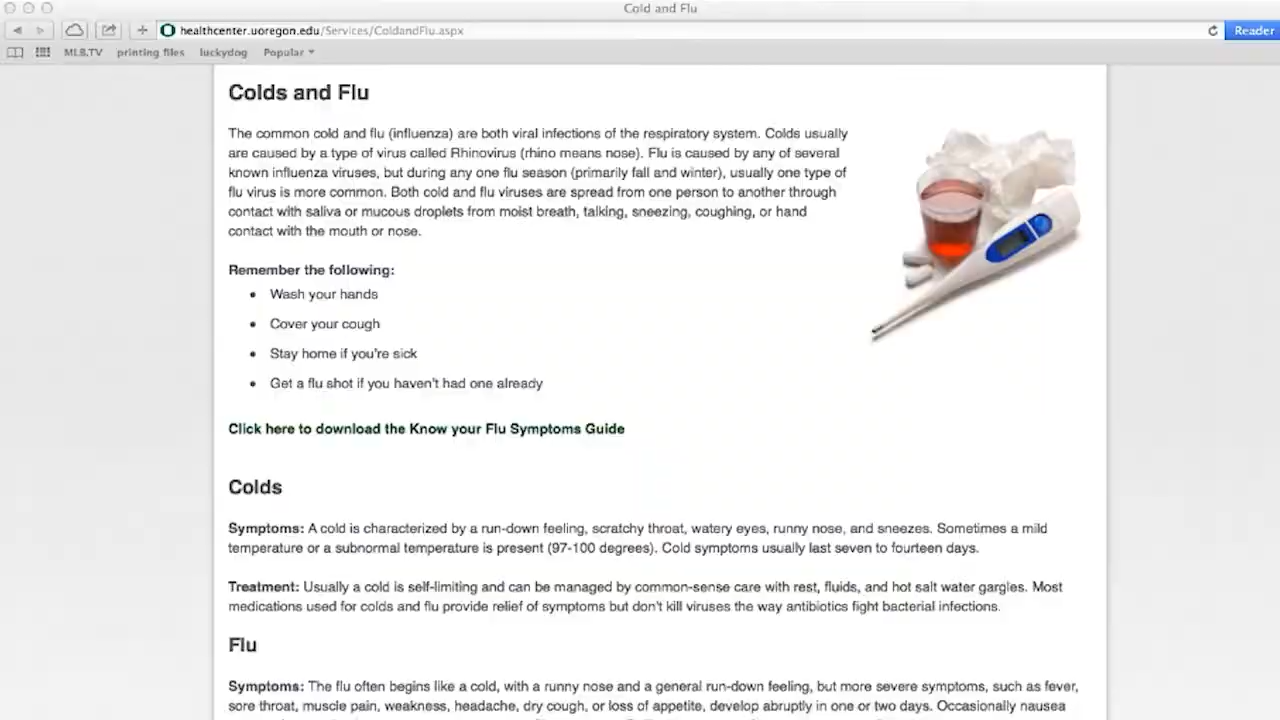 Cold and Flu
healthcenter.uoregon.edu/Services/ColdandFlu.aspx
Reader
MLB.TV printing files luckydog Popular
Colds and Flu
The common cold and flu (influenza) are both viral infections of the respiratory system. Colds usually
are caused by a type of virus called Rhinovirus (rhino means nose). Flu is caused by any of several
known influenza viruses, but during any one flu season (primarily fall and winter), usually one type of
flu virus is more common. Both cold and flu viruses are spread from one person to another through
contact with saliva or mucous droplets from moist breath, talking, sneezing, coughing, or hand
contact with the mouth or nose.
Remember the following:
• Wash your hands
• Cover your cough
• Stay home if you're sick
• Get a flu shot if you haven't had one already
Click here to download the Know your Flu Symptoms Guide
Colds
Symptoms: A cold is characterized by a run-down feeling, scratchy throat, watery eyes, runny nose, and sneezes. Sometimes a mild
temperature or a subnormal temperature is present (97-100 degrees). Cold symptoms usually last seven to fourteen days.
Treatment: Usually a cold is self-limiting and can be managed by common-sense care with rest, fluids, and hot salt water gargles. Most
medications used for colds and flu provide relief of symptoms but don't kill viruses the way antibiotics fight bacterial infections.
Flu
Symptoms: The flu often begins like a cold, with a runny nose and a general run-down feeling, but more severe symptoms, such as fever,
sore throat, muscle pain, weakness, headache, dry cough, or loss of appetite, develop abruptly in one or two days. Occasionally nausea